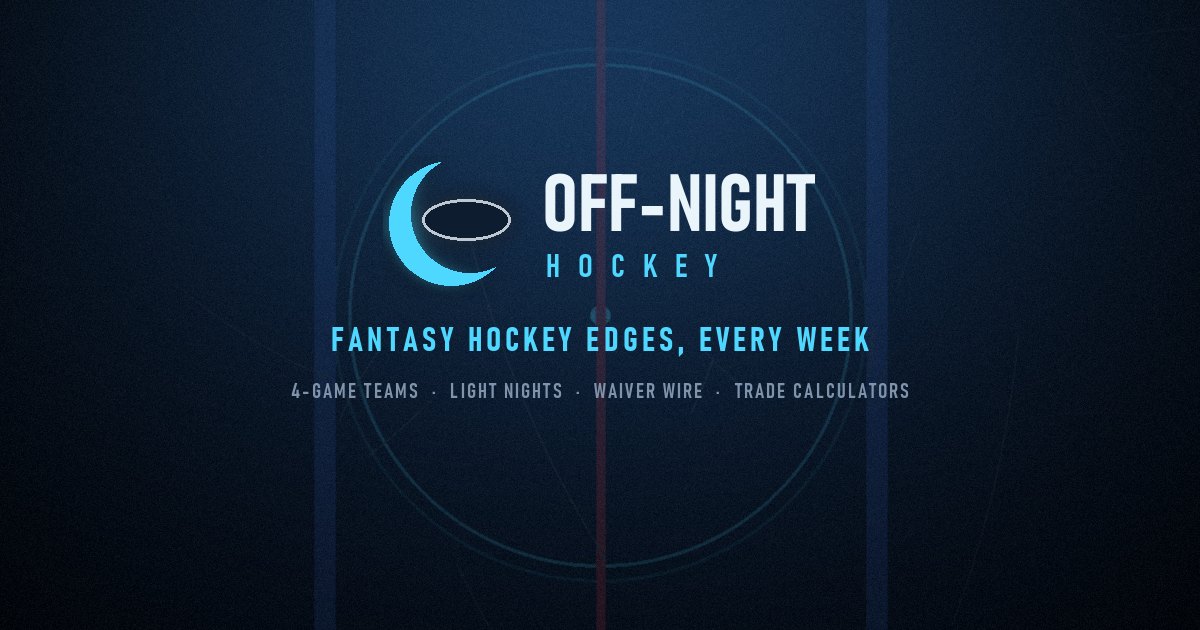 OFF-NIGHT
HOCKEY
FANTASY HOCKEY EDGES, EVERY WEEK
4-GAME TEAMS · LIGHT NIGHTS · WAIVER WIRE · TRADE CALCULATORS